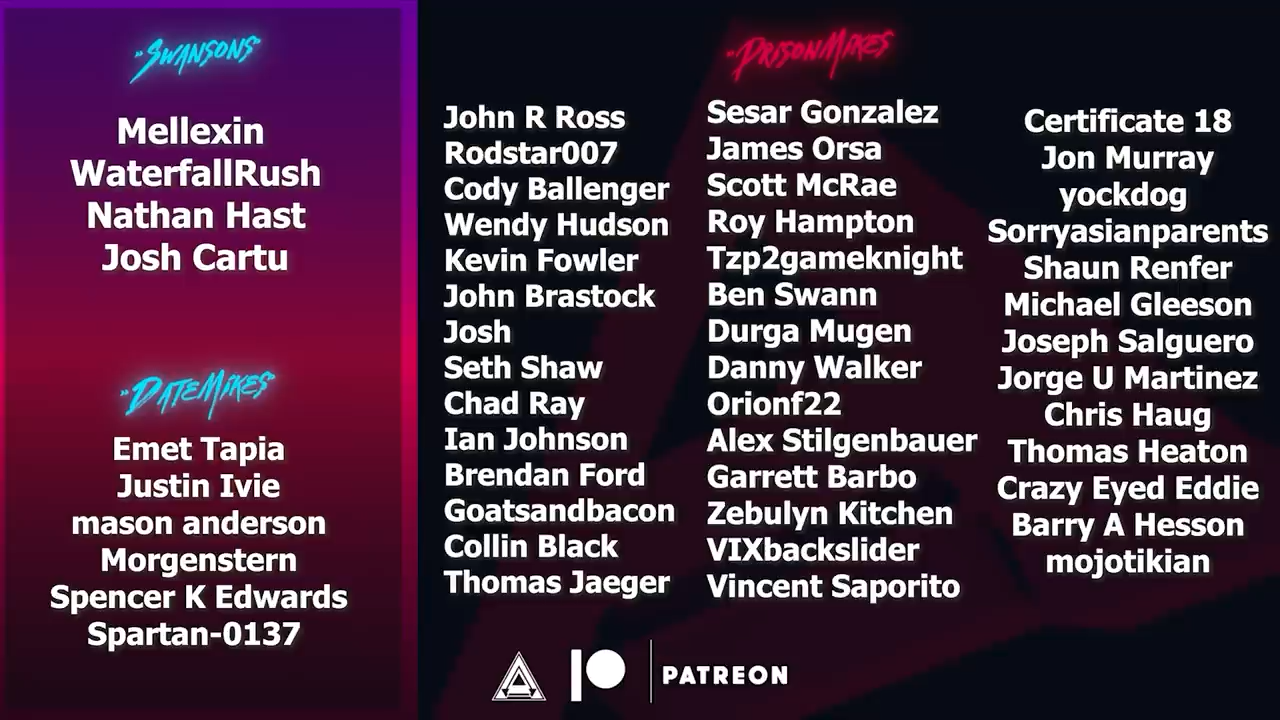 "Swansons"
Mellexin
WaterfallRush
Nathan Hast
Josh Cartu
"DateMikes"
Emet Tapia
Justin Ivie
mason anderson
Morgenstern
Spencer K Edwards
Spartan-0137
"PrisonMikes"
John R Ross
Rodstar007
Cody Ballenger
Wendy Hudson
Kevin Fowler
John Brastock
Josh
Seth Shaw
Chad Ray
Ian Johnson
Brendan Ford
Goatsandbacon
Collin Black
Thomas Jaeger
Sesar Gonzalez
James Orsa
Scott McRae
Roy Hampton
Tzp2gameknight
Ben Swann
Durga Mugen
Danny Walker
Orionf22
Alex Stilgenbauer
Garrett Barbo
Zebulyn Kitchen
VIXbackslider
Vincent Saporito
Certificate 18
Jon Murray
yockdog
Sorryasianparents
Shaun Renfer
Michael Gleeson
Joseph Salguero
Jorge U Martinez
Chris Haug
Thomas Heaton
Crazy Eyed Eddie
Barry A Hesson
mojotikian
PATREON